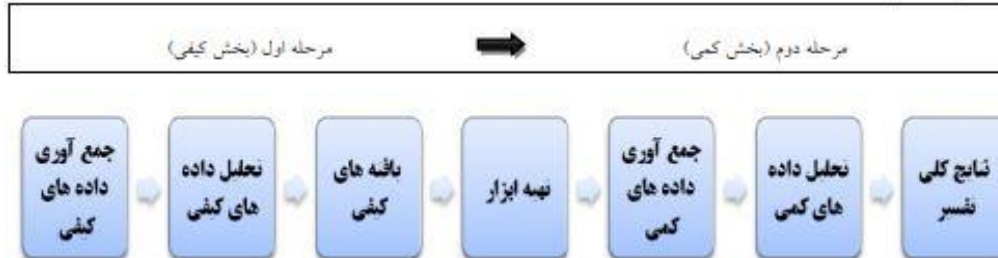 مرحله اول (بخش کیفی)
مرحله دوم (بخش کمی)
جمع آوری
داده های
کیفی
تحلیل داده
های کیفی
یافته های
کیفی
تهیه ابزار
جمع آوری
داده های
کمی
تحلیل داده
های کمی
نتایج کلی
تفسر